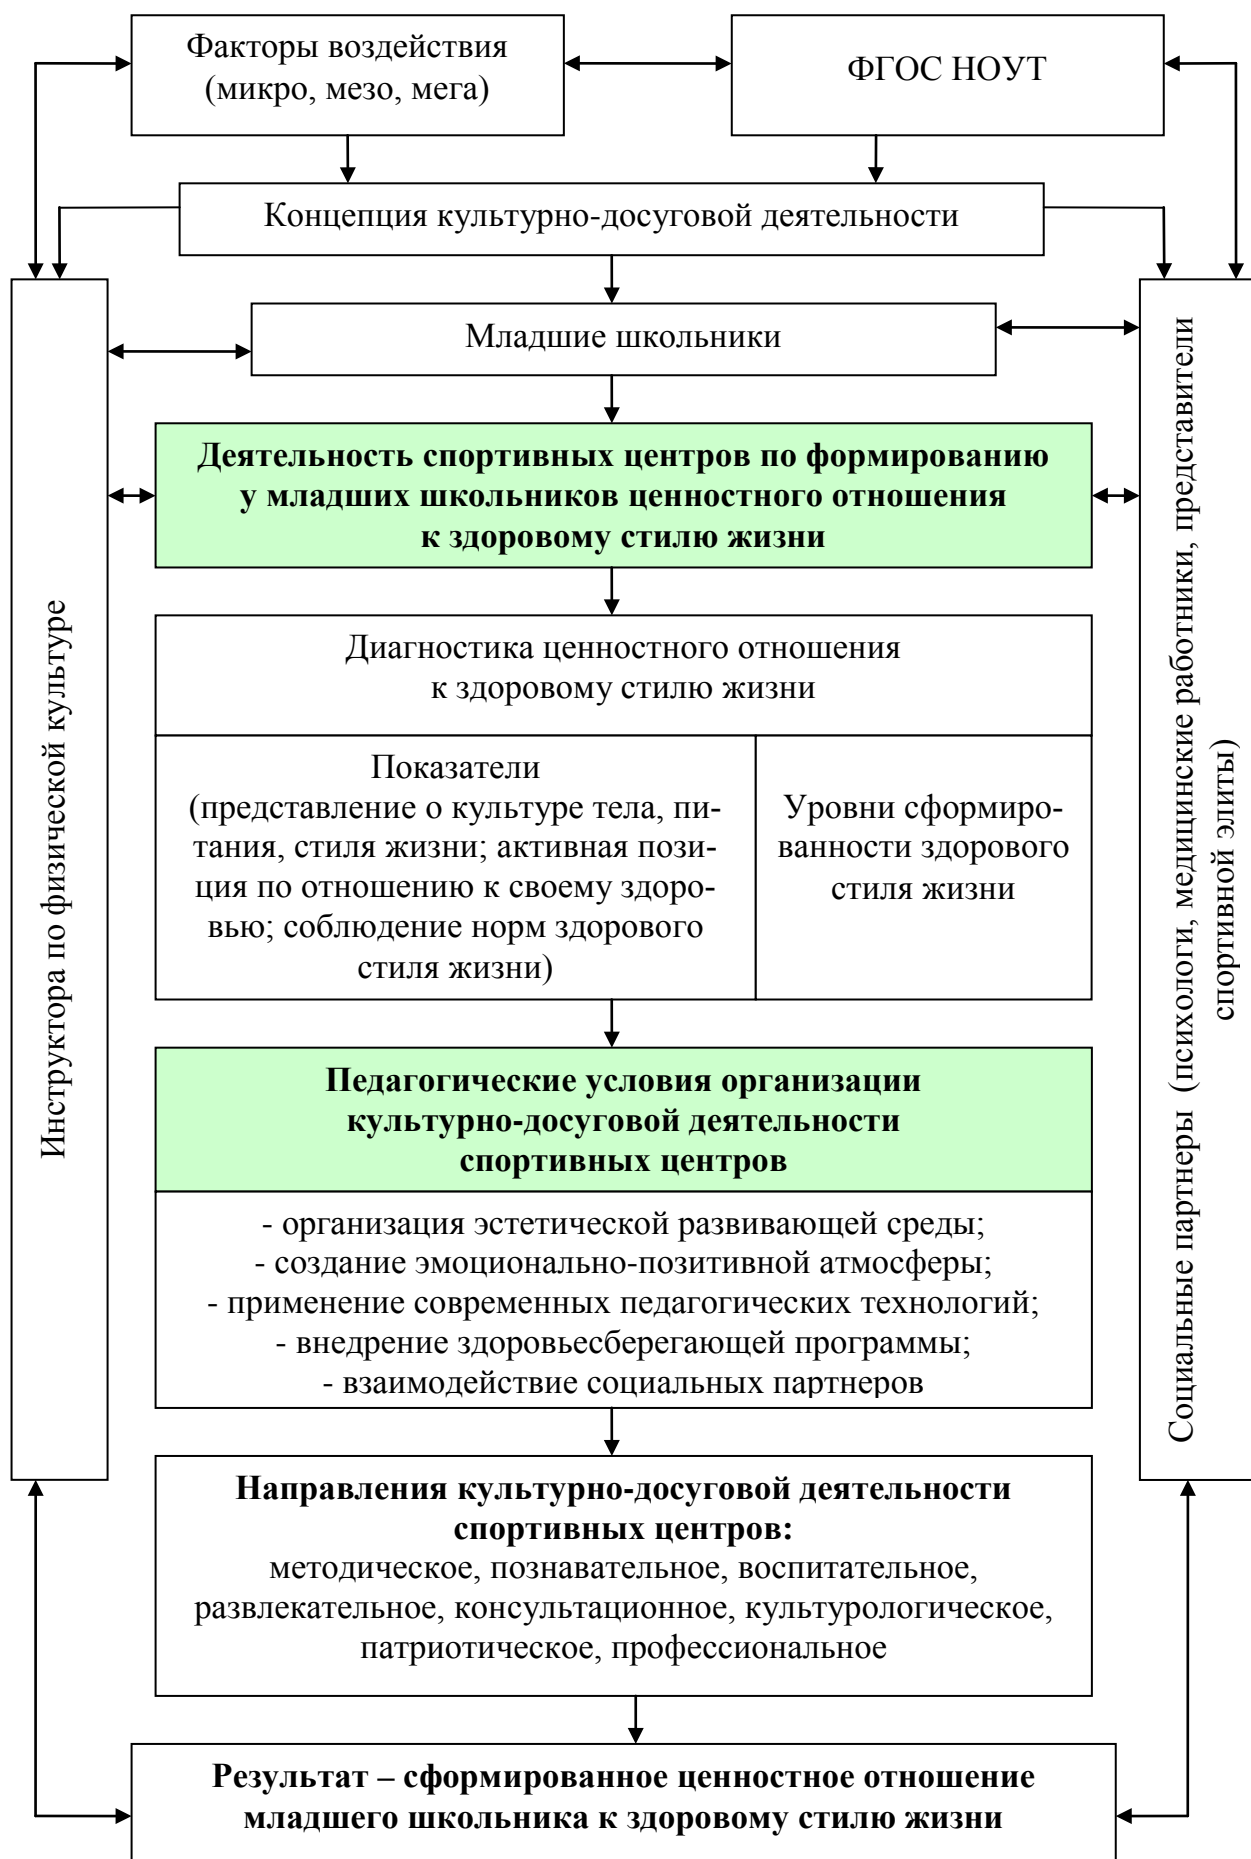 Факторы воздействия
(микро, мезо, мега)
ФГОС НОУТ
Концепция культурно-досуговой деятельности
Младшие школьники
Деятельность спортивных центров по формированию
у младших школьников ценностного отношения
к здоровому стилю жизни
Инструктора по физической культуре
Социальные партнеры (психологи, медицинские работники, представители
спортивной элиты)
Диагностика ценностного отношения
к здоровому стилю жизни
Показатели
(представление о культуре тела, пи-
тания, стиля жизни; активная пози-
ция по отношению к своему здоро-
вью; соблюдение норм здорового
стиля жизни)
Уровни сформиро-
ванности здорового
стиля жизни
Педагогические условия организации
культурно-досуговой деятельности
спортивных центров
- организация эстетической развивающей среды;
- создание эмоционально-позитивной атмосферы;
- применение современных педагогических технологий;
- внедрение здоровьесберегающей программы;
- взаимодействие социальных партнеров
Направления культурно-досуговой деятельности
спортивных центров:
методическое, познавательное, воспитательное,
развлекательное, консультационное, культурологическое,
патриотическое, профессиональное
Результат – сформированное ценностное отношение
младшего школьника к здоровому стилю жизни